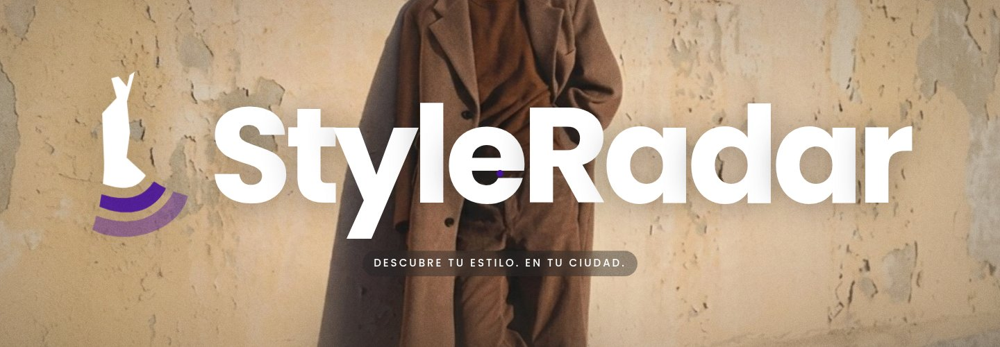 StyleRadar
DESCUBRE TU ESTILO. EN TU CIUDAD.